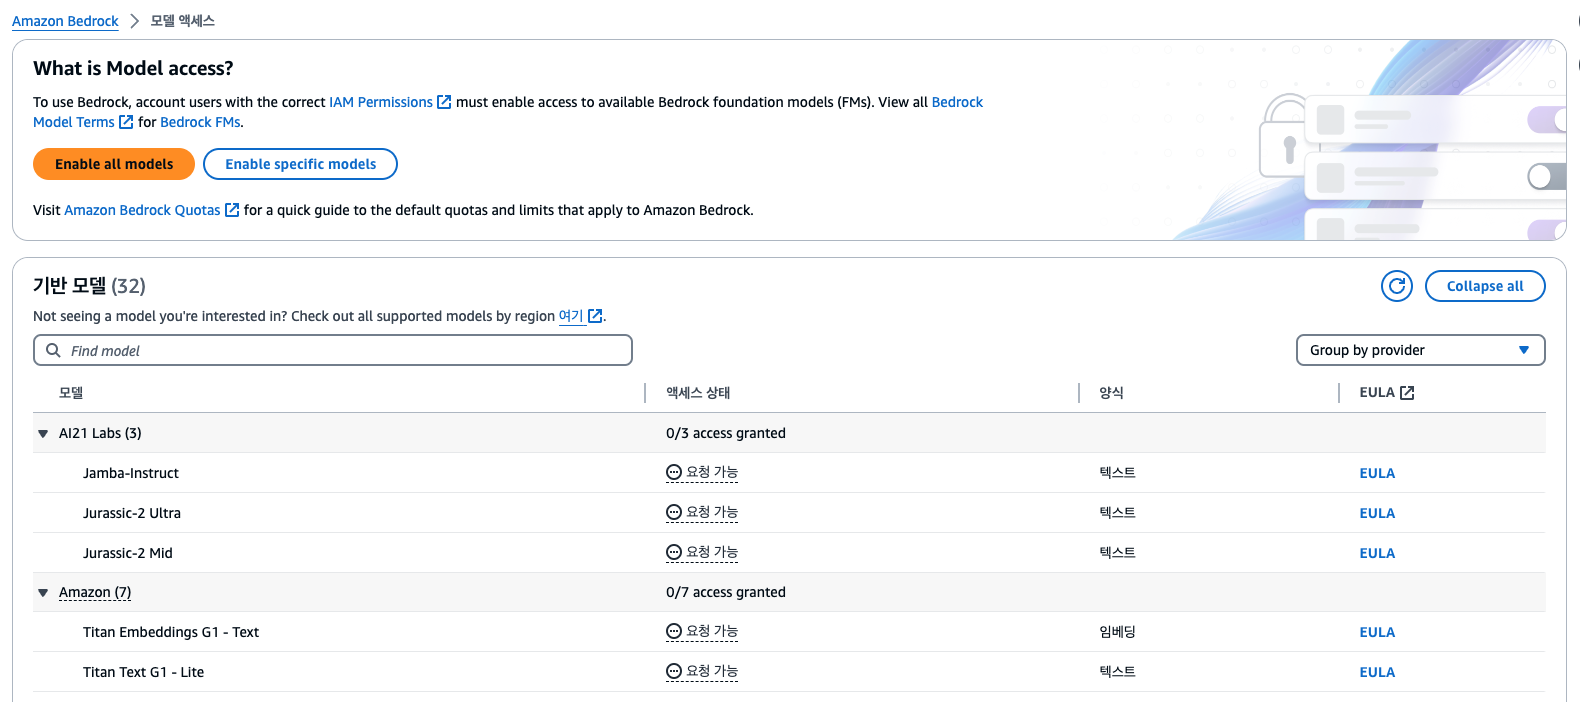 Amazon Bedrock > 모델 액세스
What is Model access?
To use Bedrock, account users with the correct IAM Permissions must enable access to available Bedrock foundation models (FMs). View all Bedrock
Model Terms for Bedrock FMs.
Enable all models Enable specific models
Visit Amazon Bedrock Quotas for a quick guide to the default quotas and limits that apply to Amazon Bedrock.
기반 모델 (32) Collapse all
Not seeing a model you're interested in? Check out all supported models by region 여기.
Find model Group by provider
모델 액세스 상태 양식 EULA
AI21 Labs (3) 0/3 access granted
Jamba-Instruct 요청 가능 텍스트 EULA
Jurassic-2 Ultra 요청 가능 텍스트 EULA
Jurassic-2 Mid 요청 가능 텍스트 EULA
Amazon (7) 0/7 access granted
Titan Embeddings G1 - Text 요청 가능 임베딩 EULA
Titan Text G1 - Lite 요청 가능 텍스트 EULA